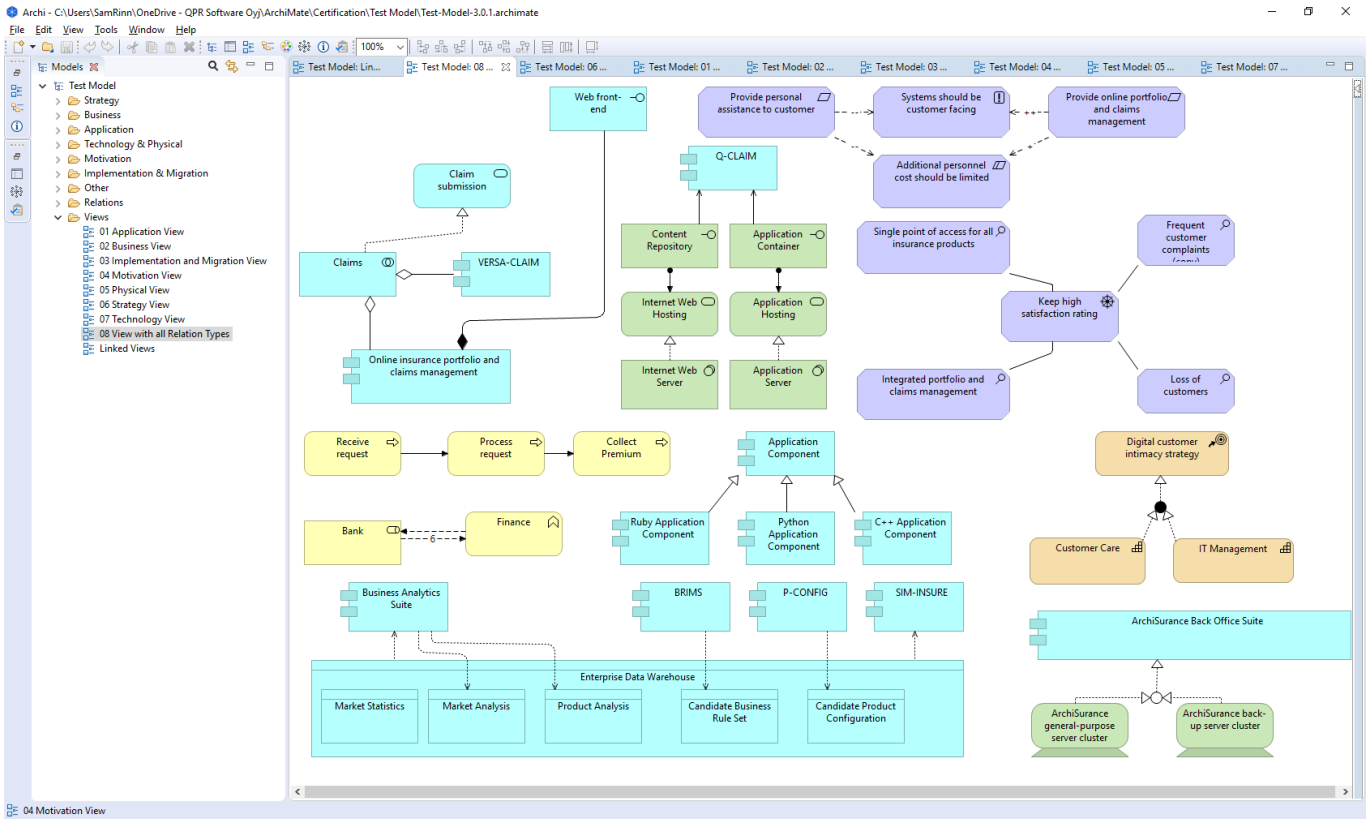 Archi - C:\Users\SamRinn\OneDrive - QPR Software Oyj\ArchiMate\Certification\Test Model\Test-Model-3.0.1.archimate
File Edit View Tools Window Help
100%
Models
Test Model: Lin...
Test Model: 08 ...
Test Model: 06 ...
Test Model: 01 ...
Test Model: 02 ...
Test Model: 03 ...
Test Model: 04 ...
Test Model: 05 ...
Test Model: 07 ...
Test Model
Strategy
Business
Application
Technology & Physical
Motivation
Implementation & Migration
Other
Relations
Views
01 Application View
02 Business View
03 Implementation and Migration View
04 Motivation View
05 Physical View
06 Strategy View
07 Technology View
08 View with all Relation Types
Linked Views
Web front-
end
Provide personal
assistance to customer
Systems should be
customer facing
++
Provide online portfolio
and claims
management
Additional personnel
cost should be limited
Q-CLAIM
Claim
submission
Claims
VERSA-CLAIM
Online insurance portfolio and
claims management
Content
Repository
Application
Container
Internet Web
Hosting
Application
Hosting
Internet Web
Server
Application
Server
Single point of access for all
insurance products
Frequent
customer
complaints
(copy)
Keep high
satisfaction rating
Integrated portfolio and
claims management
Loss of
customers
Receive
request
Process
request
Collect
Premium
Application
Component
Digital customer
intimacy strategy
Bank
6
Finance
Ruby Application
Component
Python
Application
Component
C++ Application
Component
Customer Care
IT Management
Business Analytics
Suite
BRIMS
P-CONFIG
SIM-INSURE
ArchiSurance Back Office Suite
Enterprise Data Warehouse
Market Statistics
Market Analysis
Product Analysis
Candidate Business
Rule Set
Candidate Product
Configuration
ArchiSurance
general-purpose
server cluster
ArchiSurance back-
up server cluster
04 Motivation View